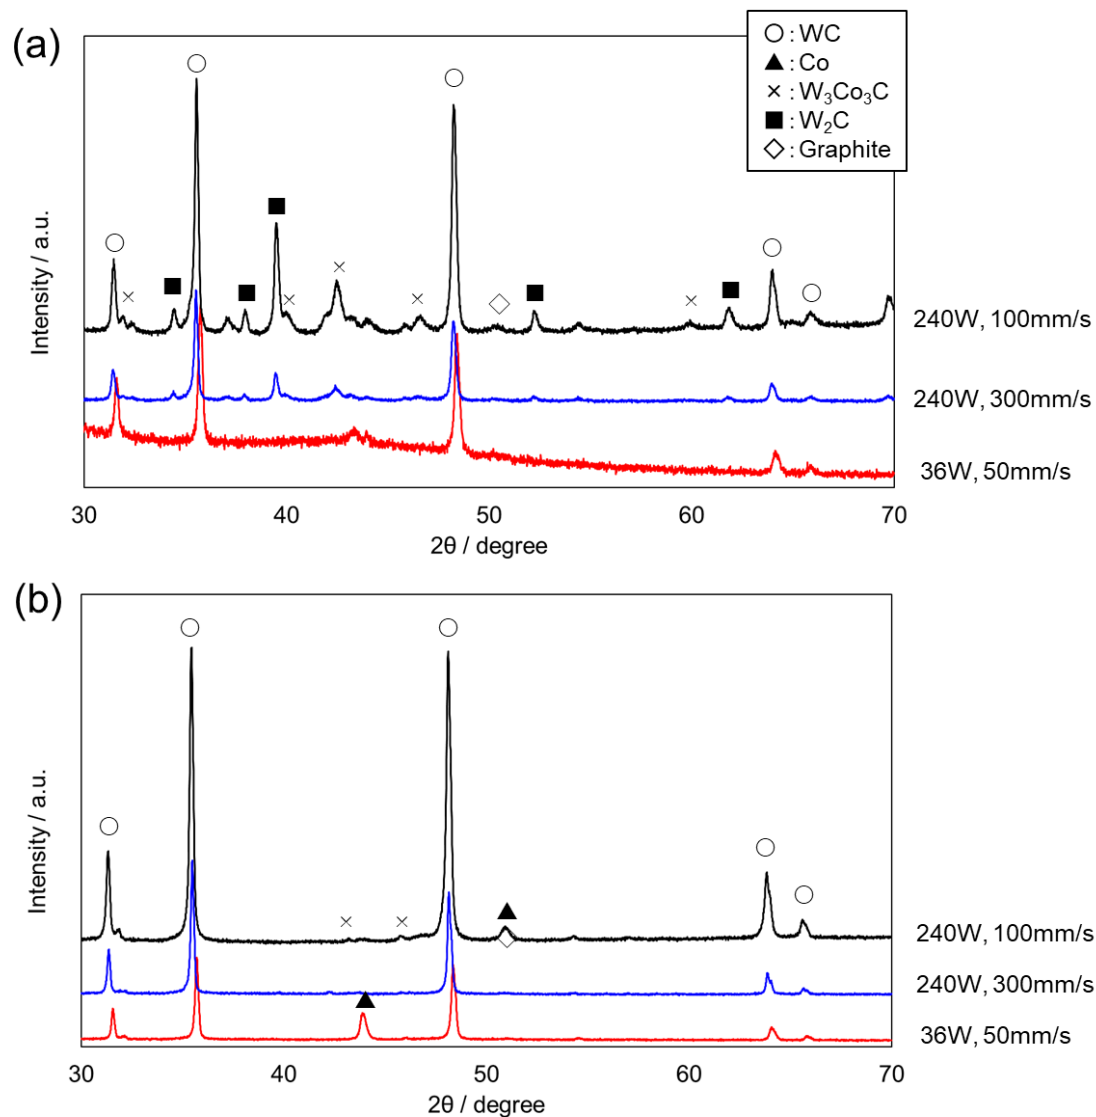 (a)
○ : WC
▲ : Co
× : W₃Co₃C
■ : W₂C
◇ : Graphite
Intensity / a.u.
240W, 100mm/s
240W, 300mm/s
36W, 50mm/s
30 40 50 60 70
2θ / degree
(b)
Intensity / a.u.
240W, 100mm/s
240W, 300mm/s
36W, 50mm/s
30 40 50 60 70
2θ / degree